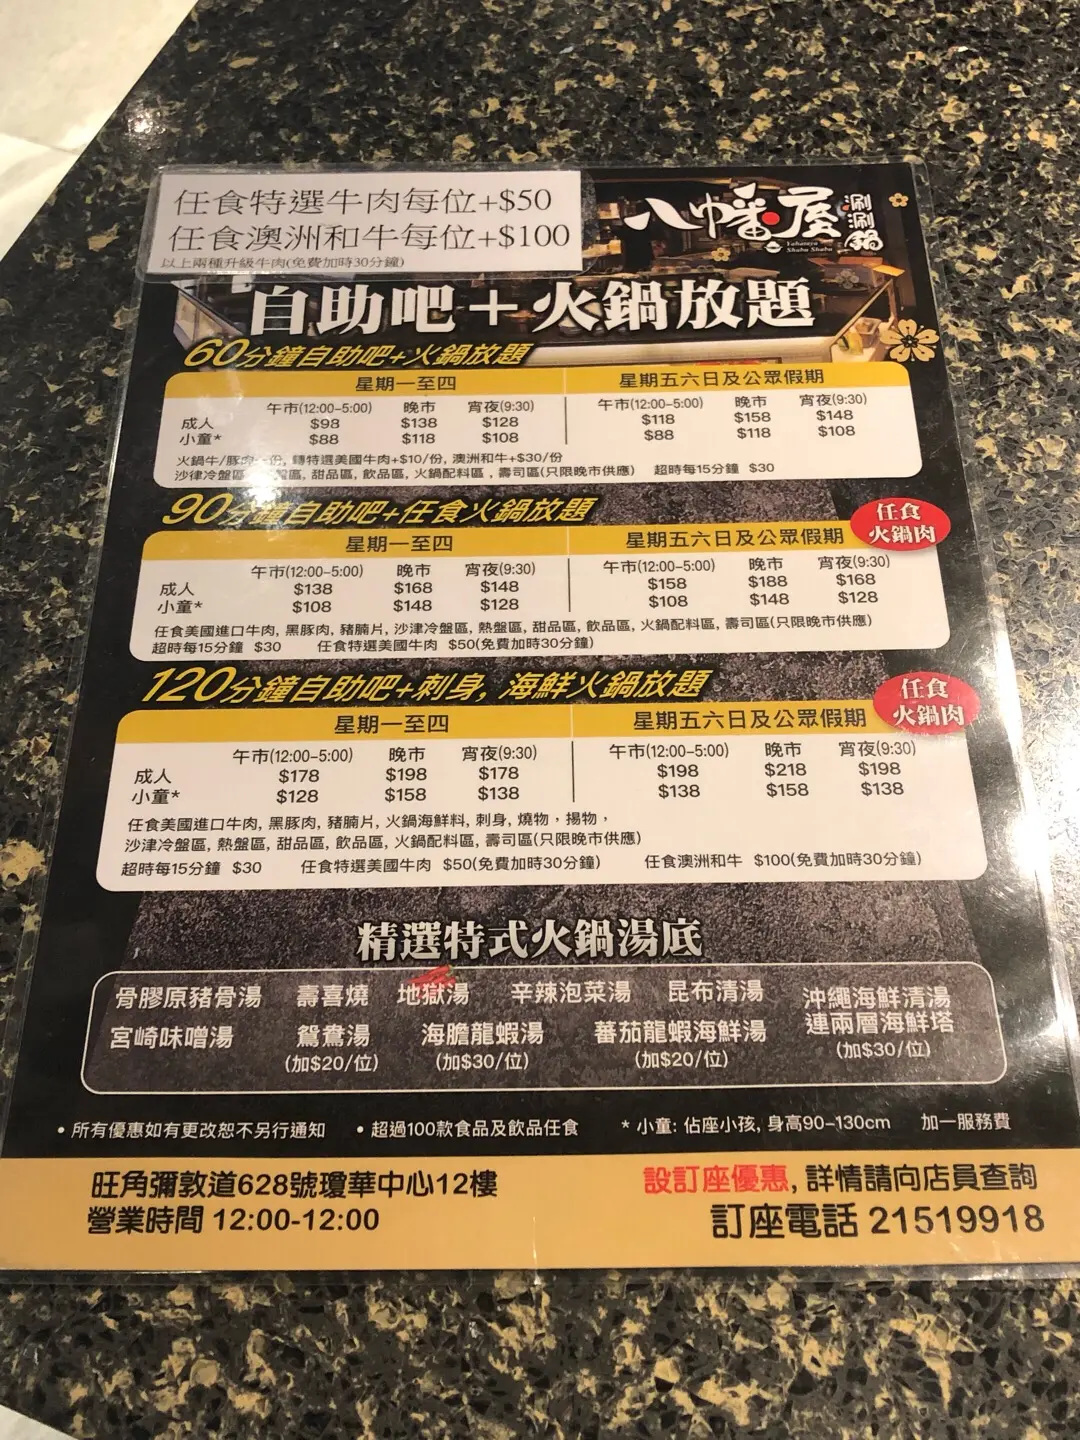 任食特選牛肉每位+$50
任食澳洲和牛每位+$100
以上兩種升級牛肉(免費加時30分鐘)
八幡屋 涮涮鍋
Yahataya
Shabu Shabu
自助吧+火鍋放題
60分鐘自助吧+火鍋放題
星期一至四 星期五六日及公眾假期
午市(12:00-5:00) 晚市 宵夜(9:30) 午市(12:00-5:00) 晚市 宵夜(9:30)
成人 $98 $138 $128 $118 $158 $148
小童* $88 $118 $108 $88 $118 $108
火鍋牛/豚肉 份, 轉特選美國牛肉+$10/份, 澳洲和牛+$30/份
沙律冷盤區 盤區, 甜品區, 飲品區, 火鍋配料區, 壽司區(只限晚市供應) 超時每15分鐘 $30
90分鐘自助吧+任食火鍋放題
任食
火鍋肉
星期一至四 星期五六日及公眾假期
午市(12:00-5:00) 晚市 宵夜(9:30) 午市(12:00-5:00) 晚市 宵夜(9:30)
成人 $138 $168 $148 $158 $188 $168
小童* $108 $148 $128 $108 $148 $128
任食美國進口牛肉, 黑豚肉, 豬腩片, 沙津冷盤區, 熱盤區, 甜品區, 飲品區, 火鍋配料區, 壽司區(只限晚市供應)
超時每15分鐘 $30 任食特選美國牛肉 $50(免費加時30分鐘)
120分鐘自助吧+刺身, 海鮮火鍋放題
任食
火鍋肉
星期一至四 星期五六日及公眾假期
午市(12:00-5:00) 晚市 宵夜(9:30) 午市(12:00-5:00) 晚市 宵夜(9:30)
成人 $178 $198 $178 $198 $218 $198
小童* $128 $158 $138 $138 $158 $138
任食美國進口牛肉, 黑豚肉, 豬腩片, 火鍋海鮮料, 刺身, 燒物，揚物，
沙津冷盤區, 熱盤區, 甜品區, 飲品區, 火鍋配料區, 壽司區(只限晚市供應)
超時每15分鐘 $30 任食特選美國牛肉 $50(免費加時30分鐘) 任食澳洲和牛 $100(免費加時30分鐘)
精選特式火鍋湯底
骨膠原豬骨湯 壽喜燒 地獄湯 辛辣泡菜湯 昆布清湯 沖繩海鮮清湯
連兩層海鮮塔
(加$30/位)
宮崎味噌湯 鴛鴦湯 海膽龍蝦湯 蕃茄龍蝦海鮮湯
(加$20/位) (加$30/位) (加$20/位)
• 所有優惠如有更改恕不另行通知 • 超過100款食品及飲品任食 * 小童: 佔座小孩, 身高90-130cm 加一服務費
旺角彌敦道628號瓊華中心12樓
營業時間 12:00-12:00
設訂座優惠, 詳情請向店員查詢
訂座電話 21519918